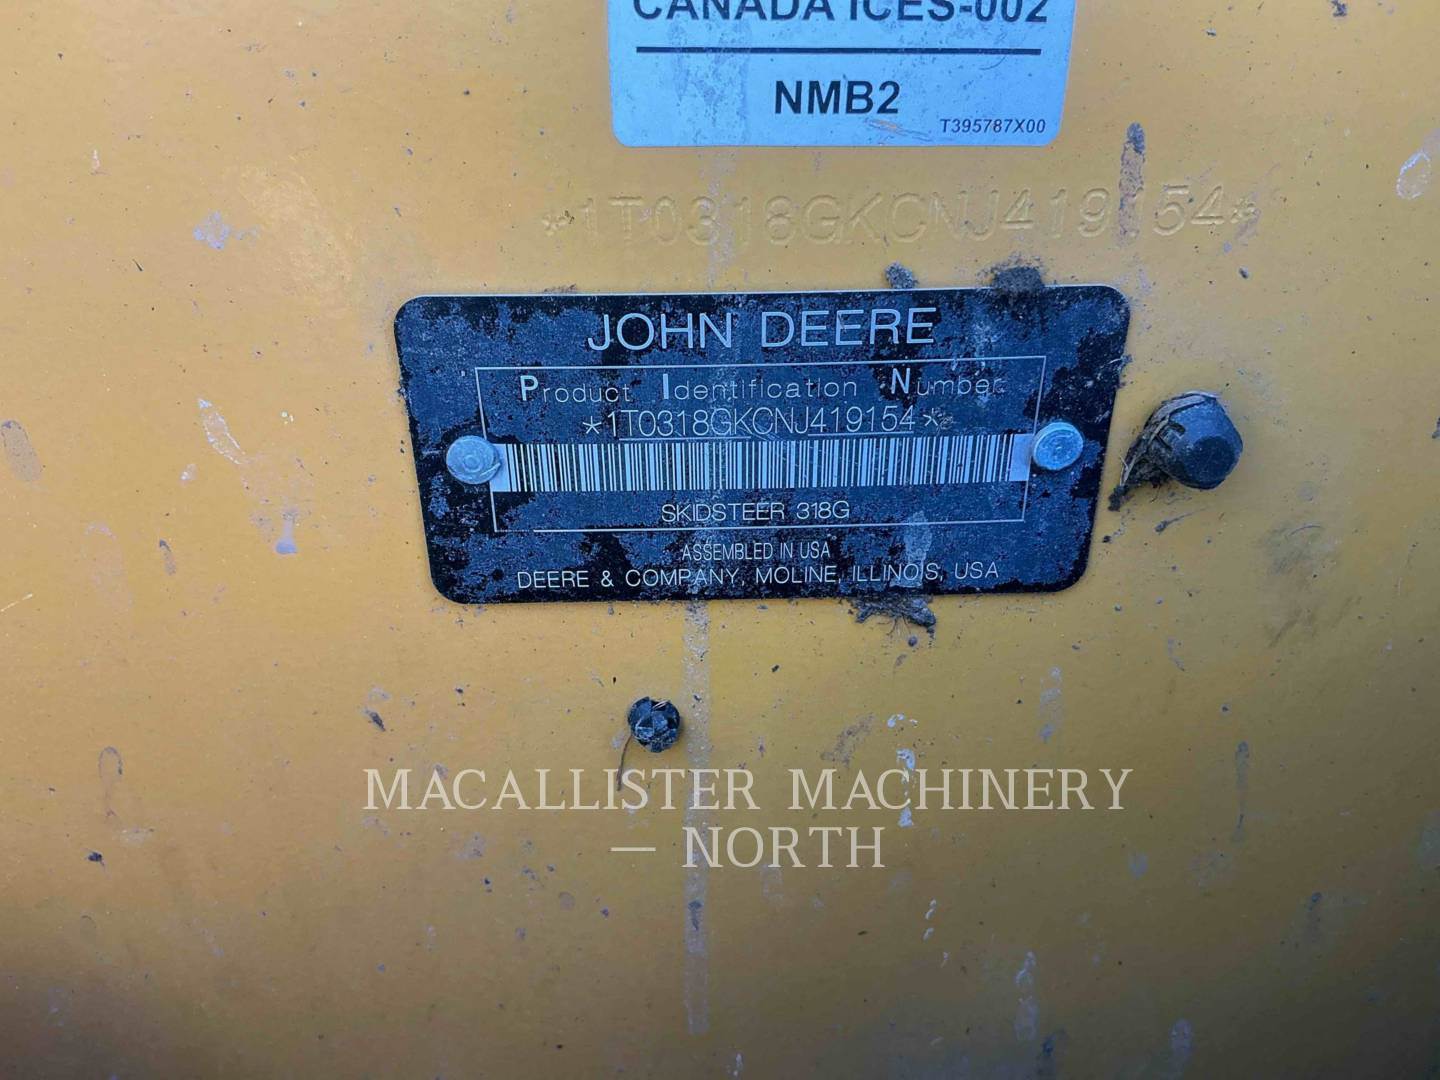 CANADA ICES-002
NMB2
T395787X00
*1T0318GKCNJ419154*
JOHN DEERE
Product Identification Number
*1T0318GKCNJ419154*
SKIDSTEER 318G
ASSEMBLED IN USA
DEERE & COMPANY, MOLINE, ILLINOIS, USA
MACALLISTER MACHINERY
— NORTH